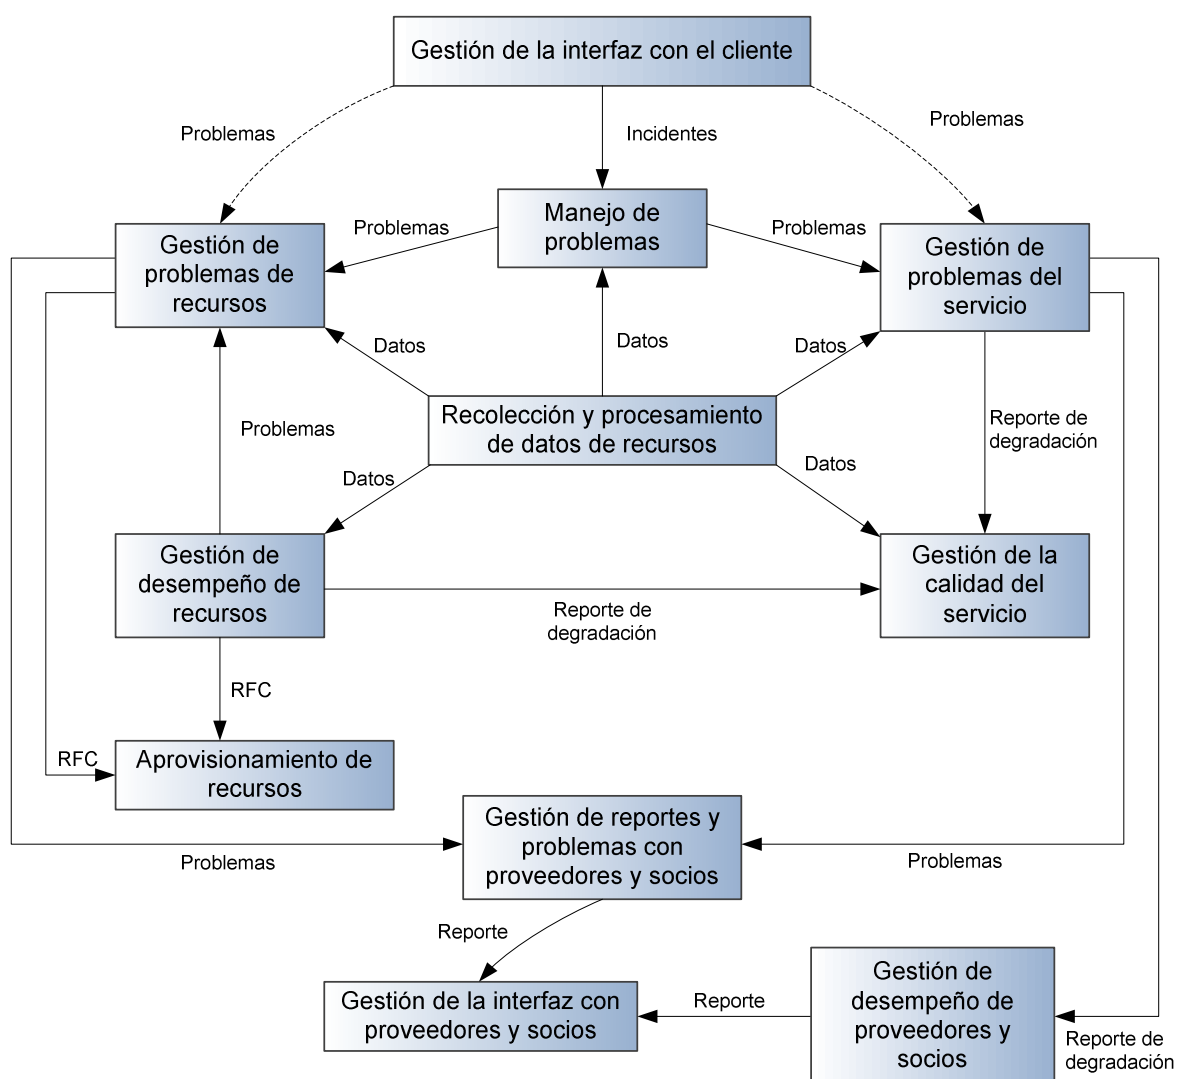 Gestión de la interfaz con el cliente
Problemas
Incidentes
Problemas
Manejo de
problemas
Gestión de
problemas de
recursos
Problemas
Problemas
Gestión de
problemas del
servicio
Datos
Datos
Datos
Problemas
Recolección y procesamiento
de datos de recursos
Reporte de
degradación
Datos
Datos
Gestión de
desempeño de
recursos
Reporte de
degradación
Gestión de la
calidad del
servicio
RFC
RFC
Aprovisionamiento de
recursos
Problemas
Gestión de reportes y
problemas con
proveedores y socios
Problemas
Reporte
Gestión de la interfaz con
proveedores y socios
Reporte
Gestión de
desempeño de
proveedores y
socios
Reporte de
degradación